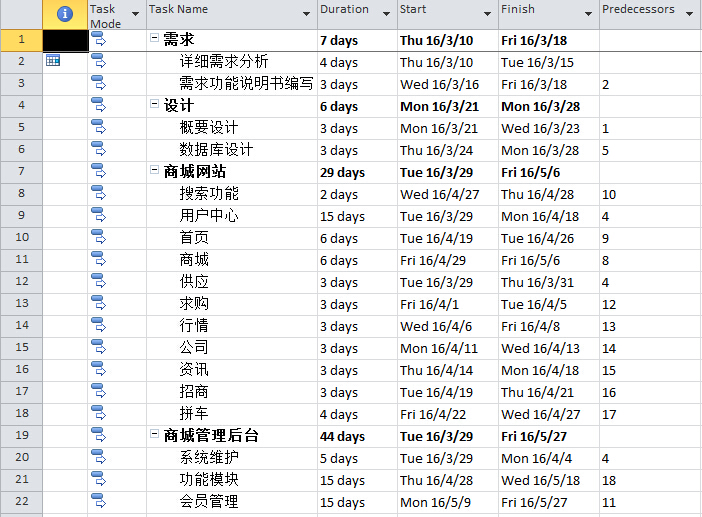 Task Mode Task Name Duration Start Finish Predecessors
1 需求 7 days Thu 16/3/10 Fri 16/3/18
2 详细需求分析 4 days Thu 16/3/10 Tue 16/3/15
3 需求功能说明书编写 3 days Wed 16/3/16 Fri 16/3/18 2
4 设计 6 days Mon 16/3/21 Mon 16/3/28
5 概要设计 3 days Mon 16/3/21 Wed 16/3/23 1
6 数据库设计 3 days Thu 16/3/24 Mon 16/3/28 5
7 商城网站 29 days Tue 16/3/29 Fri 16/5/6
8 搜索功能 2 days Wed 16/4/27 Thu 16/4/28 10
9 用户中心 15 days Tue 16/3/29 Mon 16/4/18 4
10 首页 6 days Tue 16/4/19 Tue 16/4/26 9
11 商城 6 days Fri 16/4/29 Fri 16/5/6 8
12 供应 3 days Tue 16/3/29 Thu 16/3/31 4
13 求购 3 days Fri 16/4/1 Tue 16/4/5 12
14 行情 3 days Wed 16/4/6 Fri 16/4/8 13
15 公司 3 days Mon 16/4/11 Wed 16/4/13 14
16 资讯 3 days Thu 16/4/14 Mon 16/4/18 15
17 招商 3 days Tue 16/4/19 Thu 16/4/21 16
18 拼车 4 days Fri 16/4/22 Wed 16/4/27 17
19 商城管理后台 44 days Tue 16/3/29 Fri 16/5/27
20 系统维护 5 days Tue 16/3/29 Mon 16/4/4 4
21 功能模块 15 days Thu 16/4/28 Wed 16/5/18 18
22 会员管理 15 days Mon 16/5/9 Fri 16/5/27 11